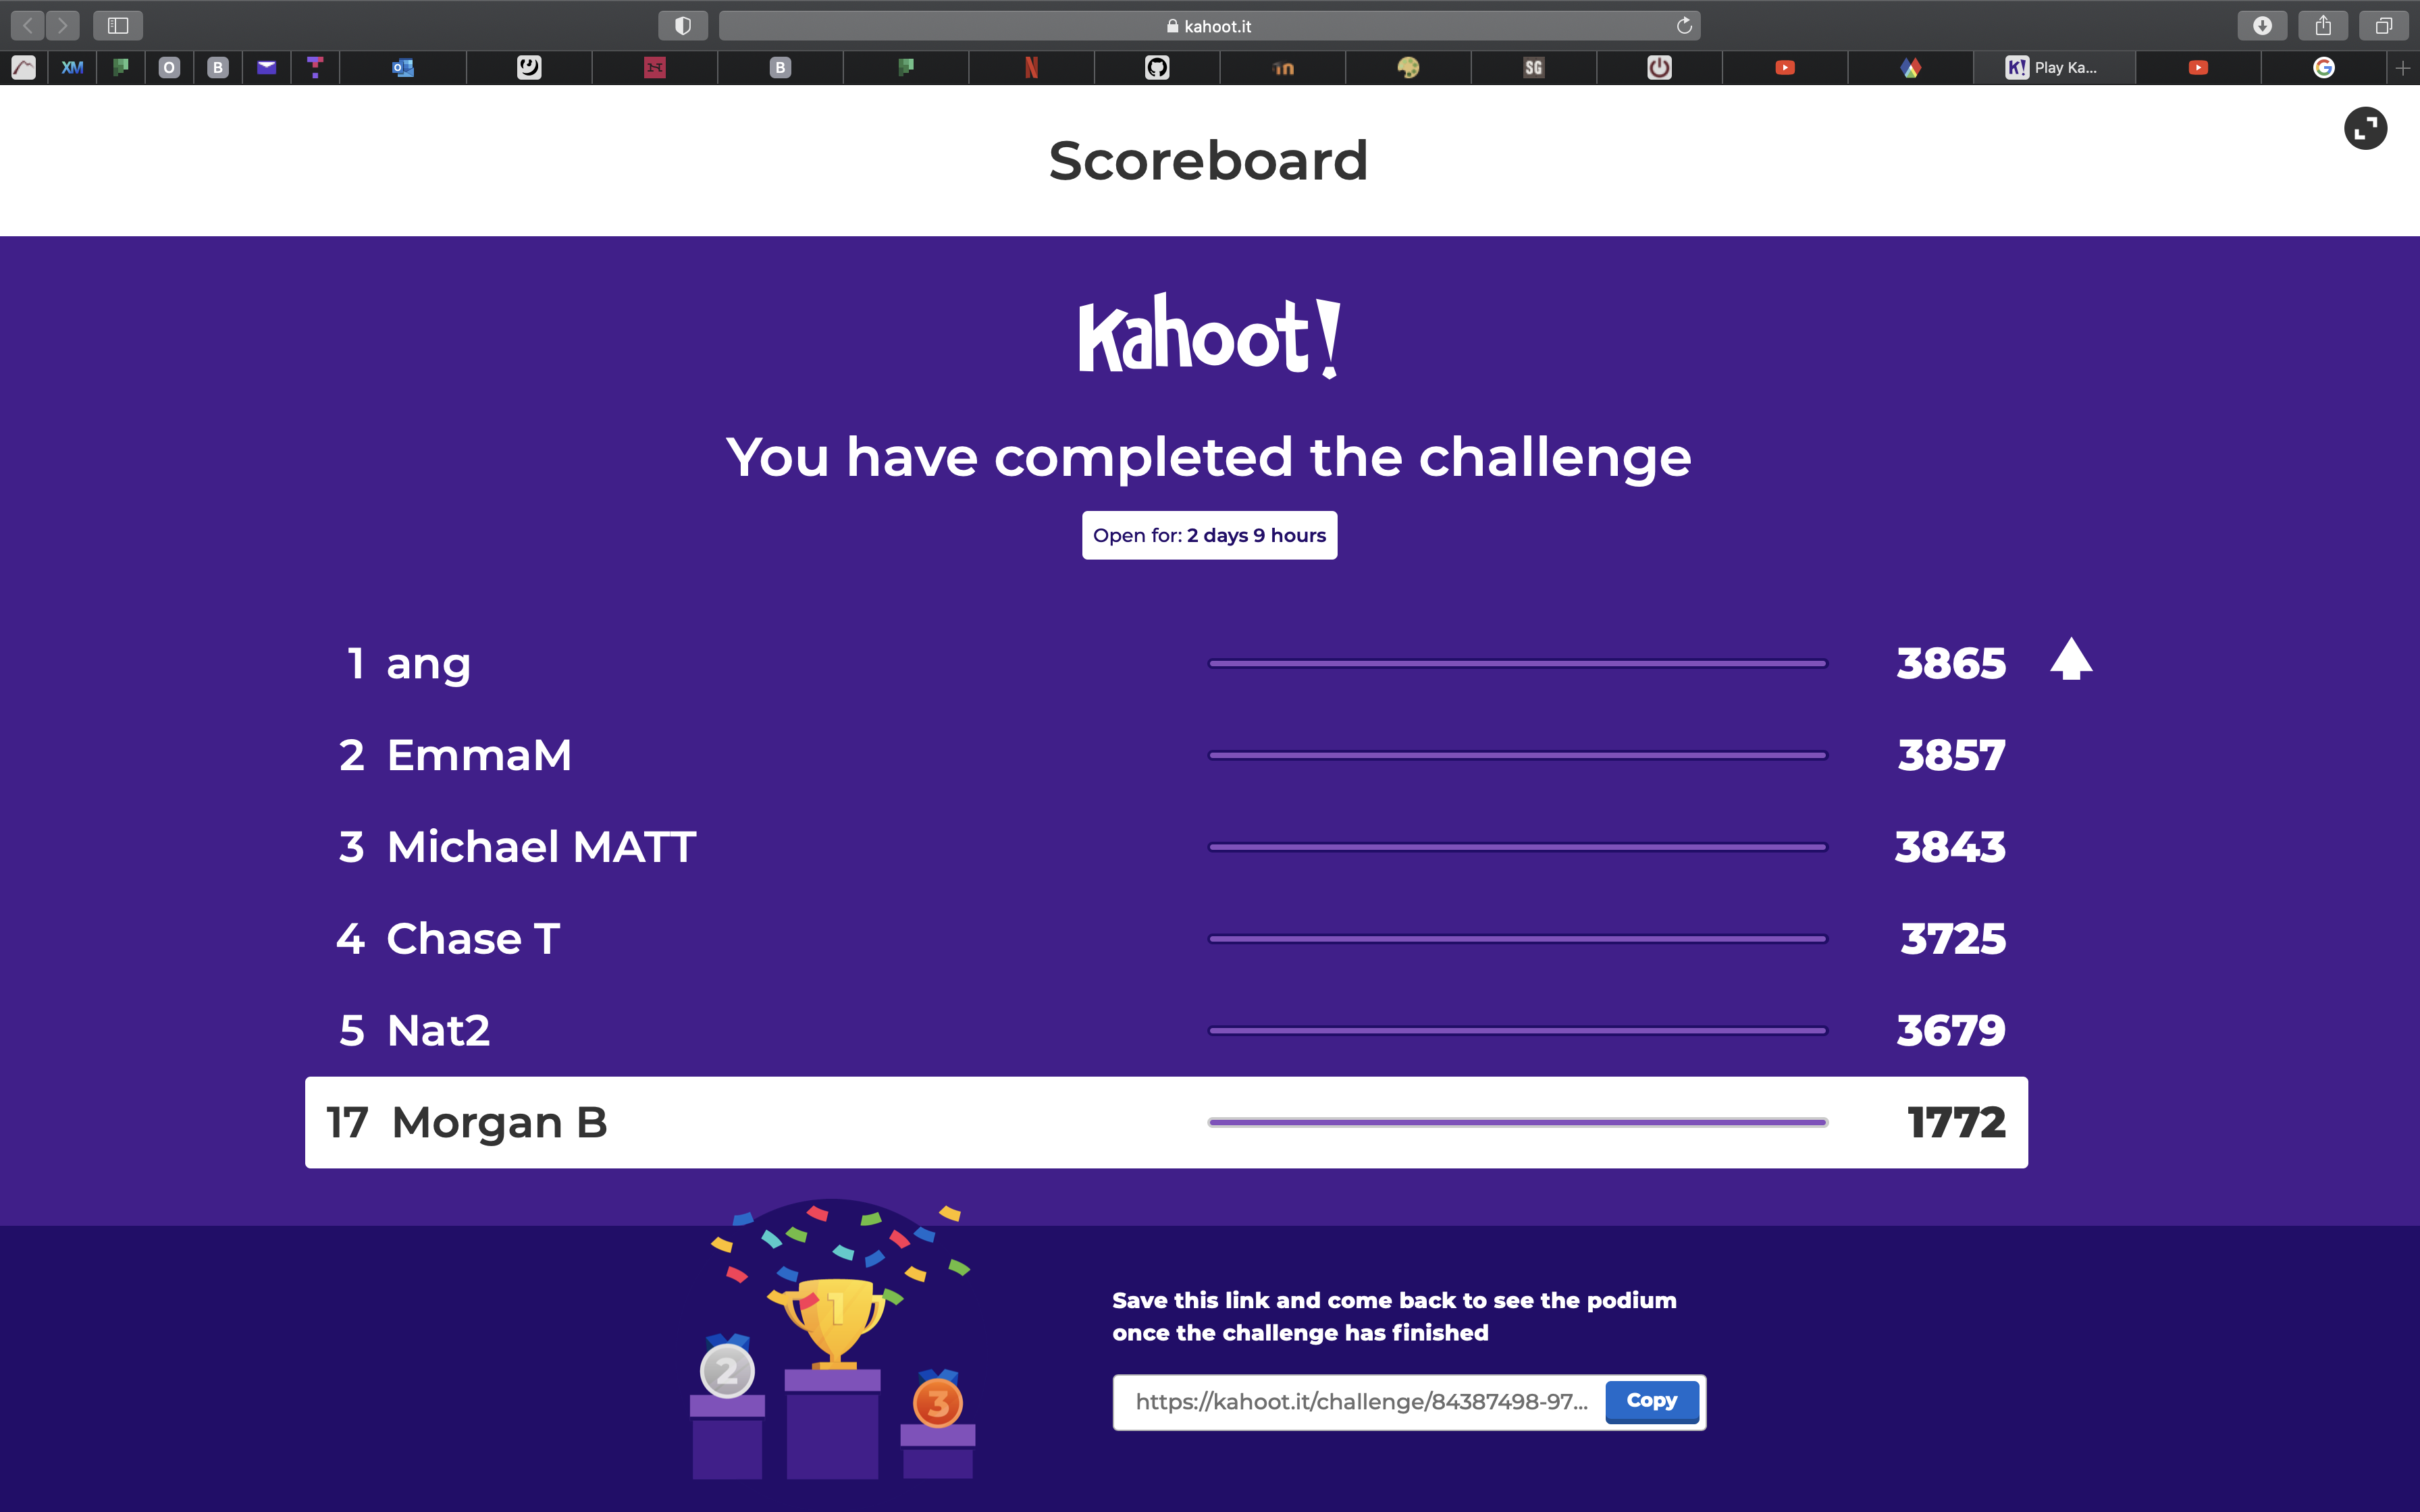 kahoot.it
XM
O
B
T
B
N
in
SG
K! Play Ka...
G
Scoreboard
Kahoot!
You have completed the challenge
Open for: 2 days 9 hours
1 ang 3865
2 EmmaM 3857
3 Michael MATT 3843
4 Chase T 3725
5 Nat2 3679
17 Morgan B 1772
1
2
3
Save this link and come back to see the podium
once the challenge has finished
https://kahoot.it/challenge/84387498-97... Copy